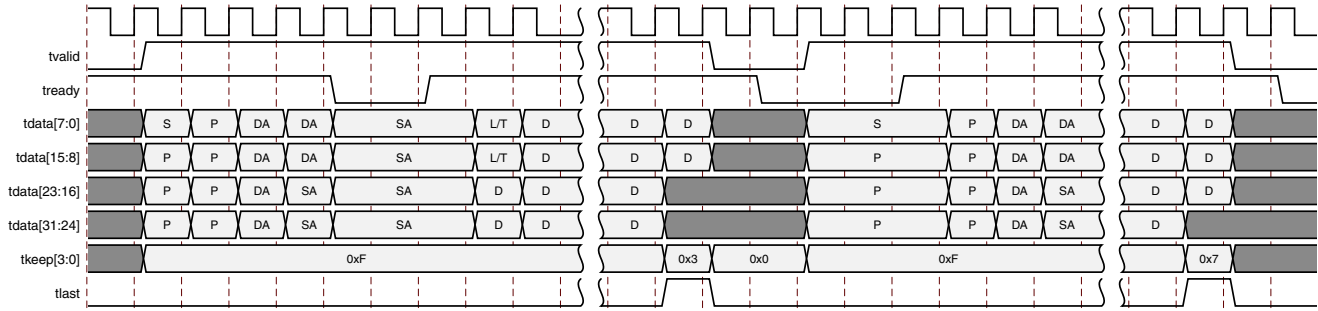 tvalid
tready
tdata[7:0] S P DA DA SA L/T D D D S P DA DA D D
tdata[15:8] P P DA DA SA L/T D D D P P DA DA D D
tdata[23:16] P P DA SA SA D D D P P DA SA D D
tdata[31:24] P P DA SA SA D D D P P DA SA D
tkeep[3:0] 0xF 0x3 0x0 0xF 0x7
tlast